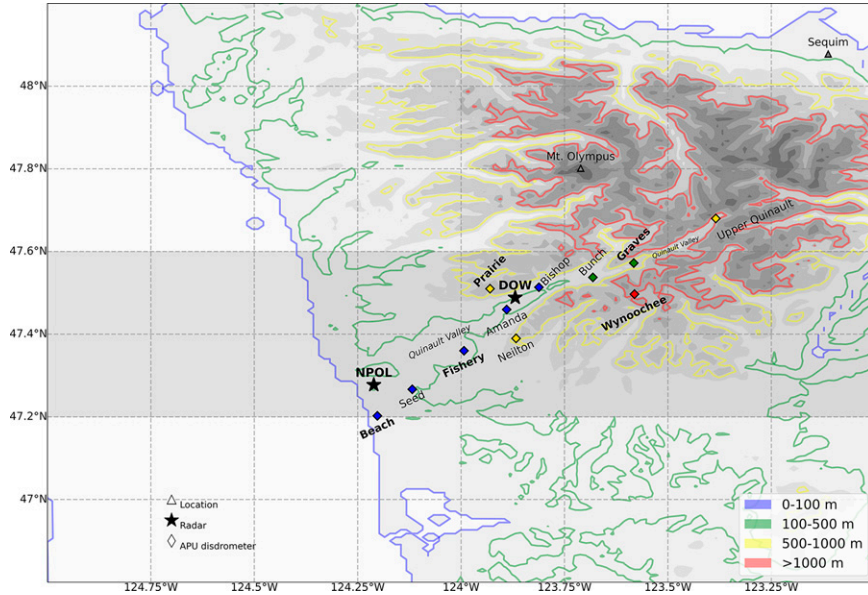 Sequim
48°N
Mt. Olympus
47.8°N
Upper Quinault
47.6°N
Graves
Quinault Valley
Bunch
Bishop
Prairie
DOW
Wynoochee
Amanda
47.4°N
Quinault Valley
Neilton
Fishery
NPOL
Seed
47.2°N
Beach
47°N
Location
Radar
APU disdrometer
0-100 m
100-500 m
500-1000 m
>1000 m
124.75°W
124.5°W
124.25°W
124°W
123.75°W
123.5°W
123.25°W